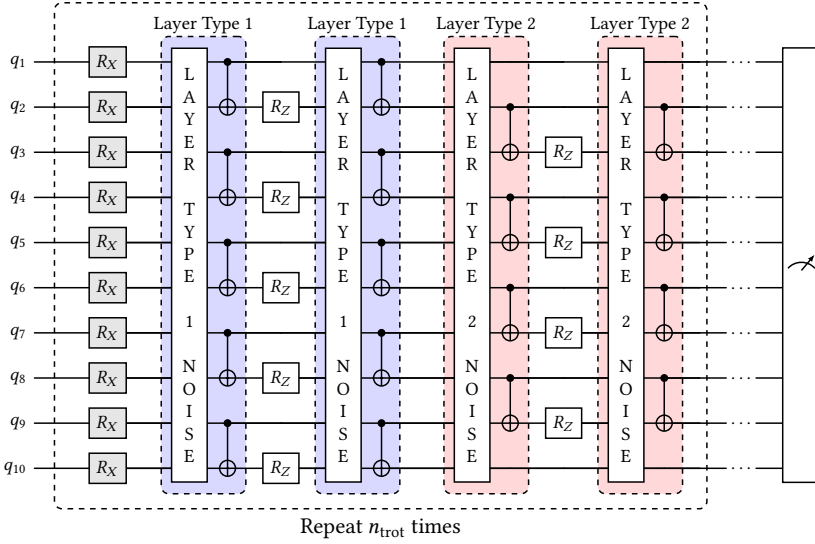 Layer Type 1 Layer Type 1 Layer Type 2 Layer Type 2
q1 RX
q2 RX RZ
q3 RX RZ
q4 RX RZ
q5 RX RZ
q6 RX RZ
q7 RX RZ
q8 RX RZ
q9 RX RZ
q10 RX RZ
LAYER TYPE 1 NOISE
LAYER TYPE 1 NOISE
LAYER TYPE 2 NOISE
LAYER TYPE 2 NOISE
Repeat ntrot times